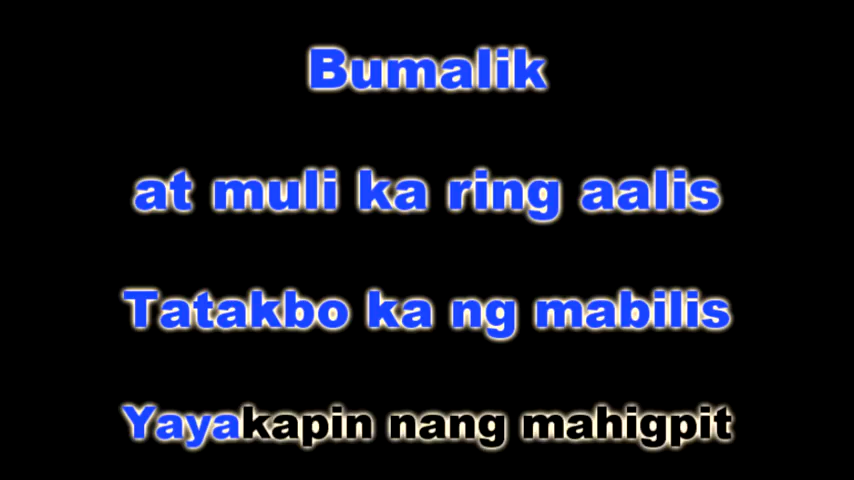 Bumalik
at muli ka ring aalis
Tatakbo ka ng mabilis
Yayakapin nang mahigpit